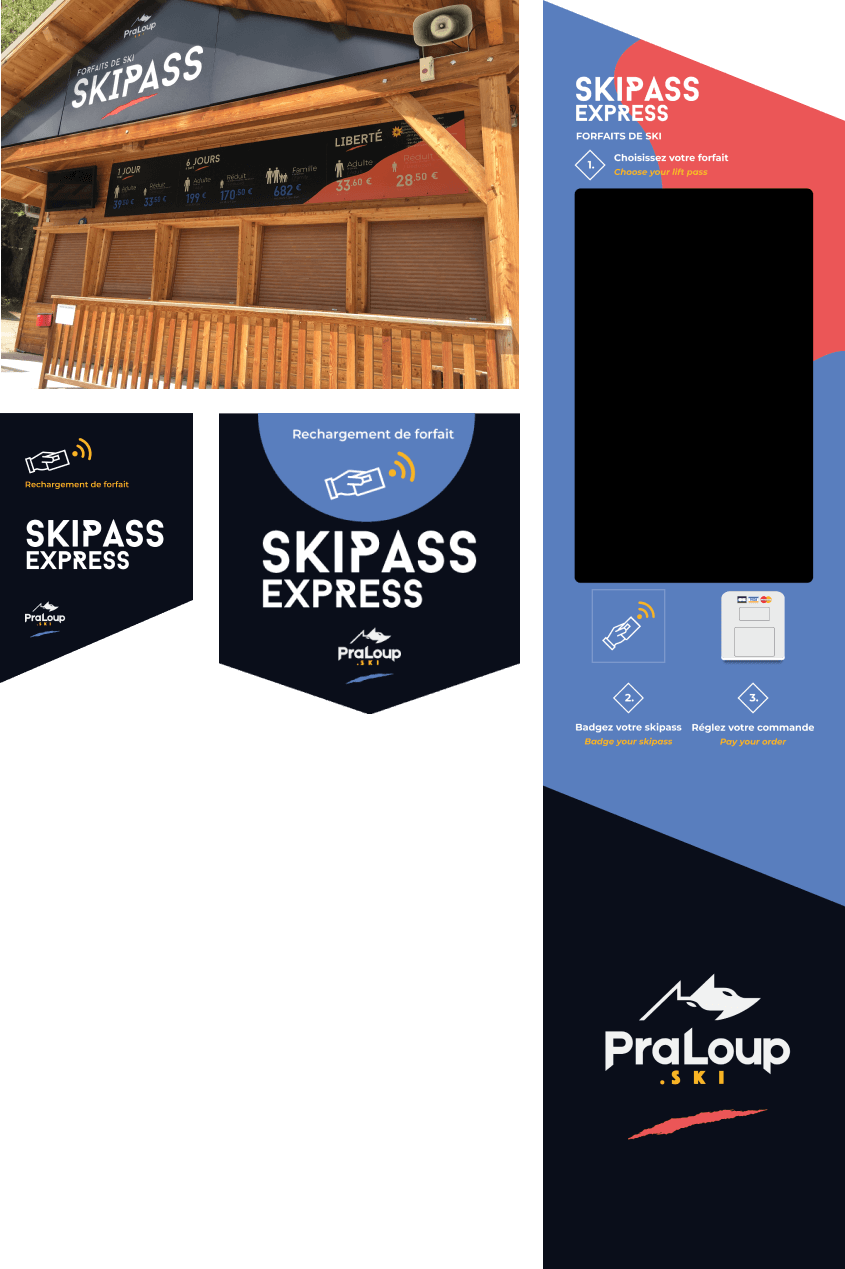 PraLoup
FORFAITS DE SKI
SKIPASS
1 JOUR
Adulte
39.50 €
Réduit
33.50 €
6 JOURS
Adulte
199 €
Réduit
170.50 €
Famille
682 €
LIBERTÉ
Adulte
33.60 €
Réduit
28.50 €
Rechargement de forfait
SKIPASS
EXPRESS
PraLoup
.SKI
Rechargement de forfait
SKIPASS
EXPRESS
PraLoup
.SKI
SKIPASS
EXPRESS
FORFAITS DE SKI
1.
Choisissez votre forfait
Choose your lift pass
2.
Badgez votre skipass
Badge your skipass
3.
Réglez votre commande
Pay your order
PraLoup
.SKI